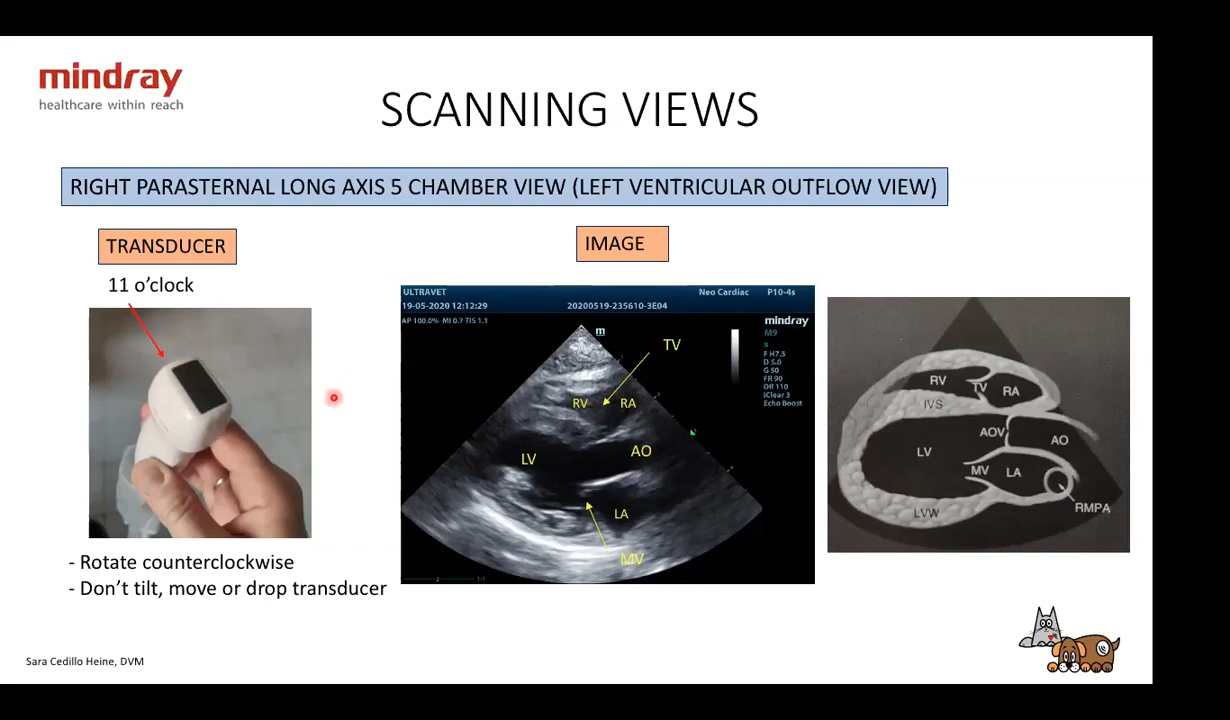 mindray
healthcare within reach
SCANNING VIEWS
RIGHT PARASTERNAL LONG AXIS 5 CHAMBER VIEW (LEFT VENTRICULAR OUTFLOW VIEW)
TRANSDUCER
11 o’clock
- Rotate counterclockwise
- Don’t tilt, move or drop transducer
IMAGE
ULTRAVET
Neo Cardiac P10-4s
19-05-2020 12:12:29
20200519-235610-3E04
AP 100.0% MI 0.7 TIS 1.1
m
mindray
M9
B
F H7.5
D 5.0
G 50
FR 90
DR 110
iClear 3
Echo Boost
TV
RV RA
LV AO
LA
MV
RV TV RA
IVS
AOV AO
LV MV LA
RMPA
LVW
Sara Cedillo Heine, DVM